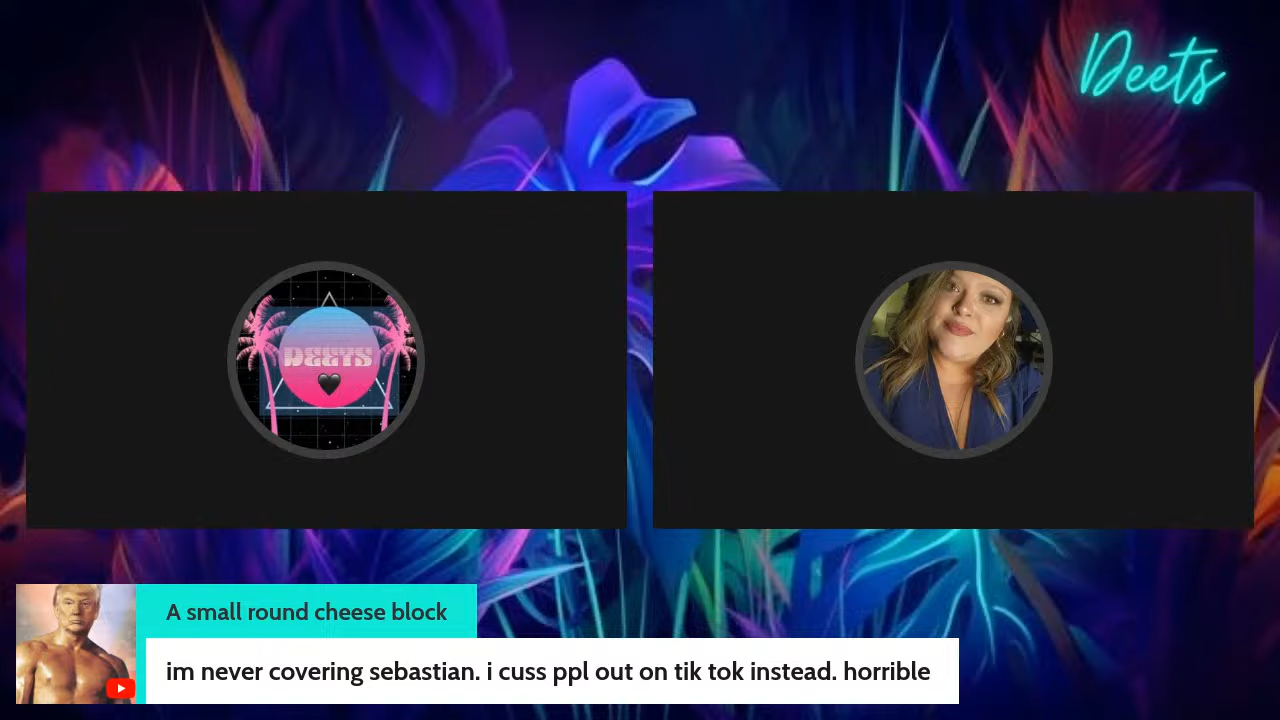 Deets
DEETS
A small round cheese block
im never covering sebastian. i cuss ppl out on tik tok instead. horrible